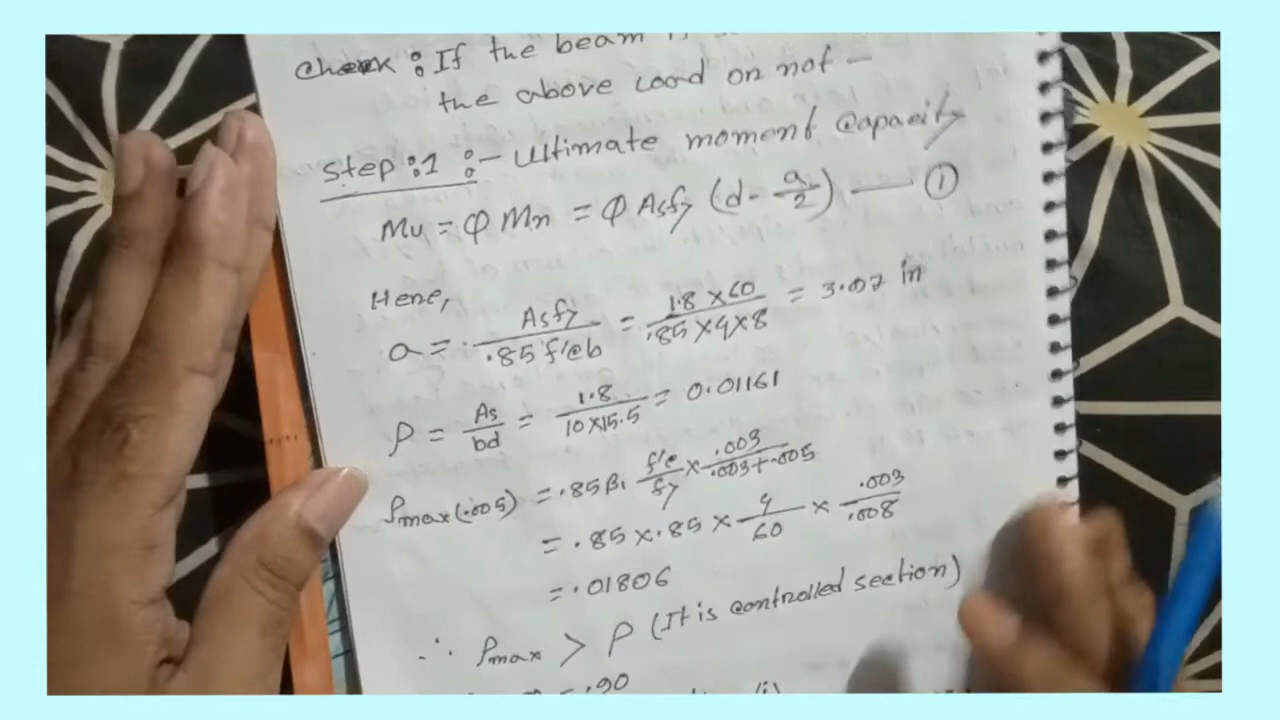 Check : If the beam
the above load on not –
Step :1 :– Ultimate moment Capacity
Mu = φ Mn = φ Asfy (d - a/2) —— ①
Here,
a = Asfy / .85 f'cb = 1.8 × 60 / .85 × 4 × 8 = 3.07 in
ρ = As / bd = 1.8 / 10 × 15.5 = 0.01161
ρmax (.005) = .85 β1 f'c / fy × .003 / .003 + .005
= .85 × .85 × 4 / 60 × .003 / .008
= .01806
∴ ρmax > ρ (It is controlled section)
= .90